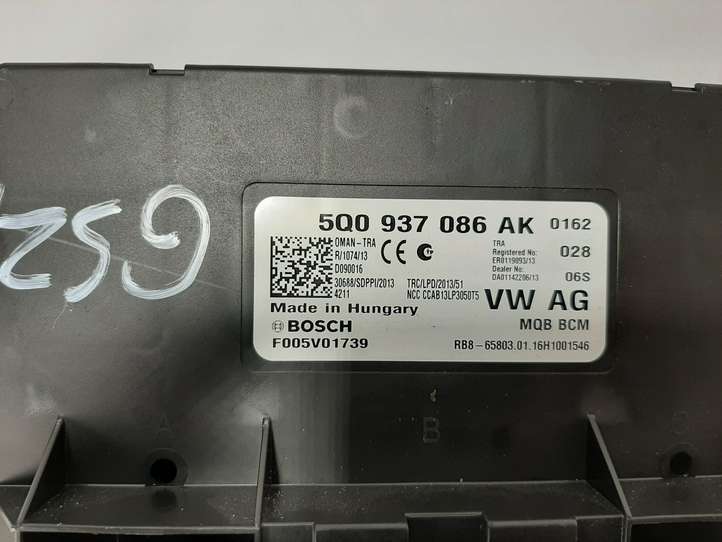 C
5Q0 937 086 AK 0162
OMAN-TRA
R/1074/13
D090016
30688/SDPPI/2013
4211
CE
TRC/LPD/2013/51
NCC CCAB13LP3050T5
TRA
Registered No:
ER0119093/13
Dealer No:
DA01142206/13
028
06S
VW AG
MQB BCM
Made in Hungary
BOSCH
F005V01739
RB8-65803.01.16H1001546
A
B